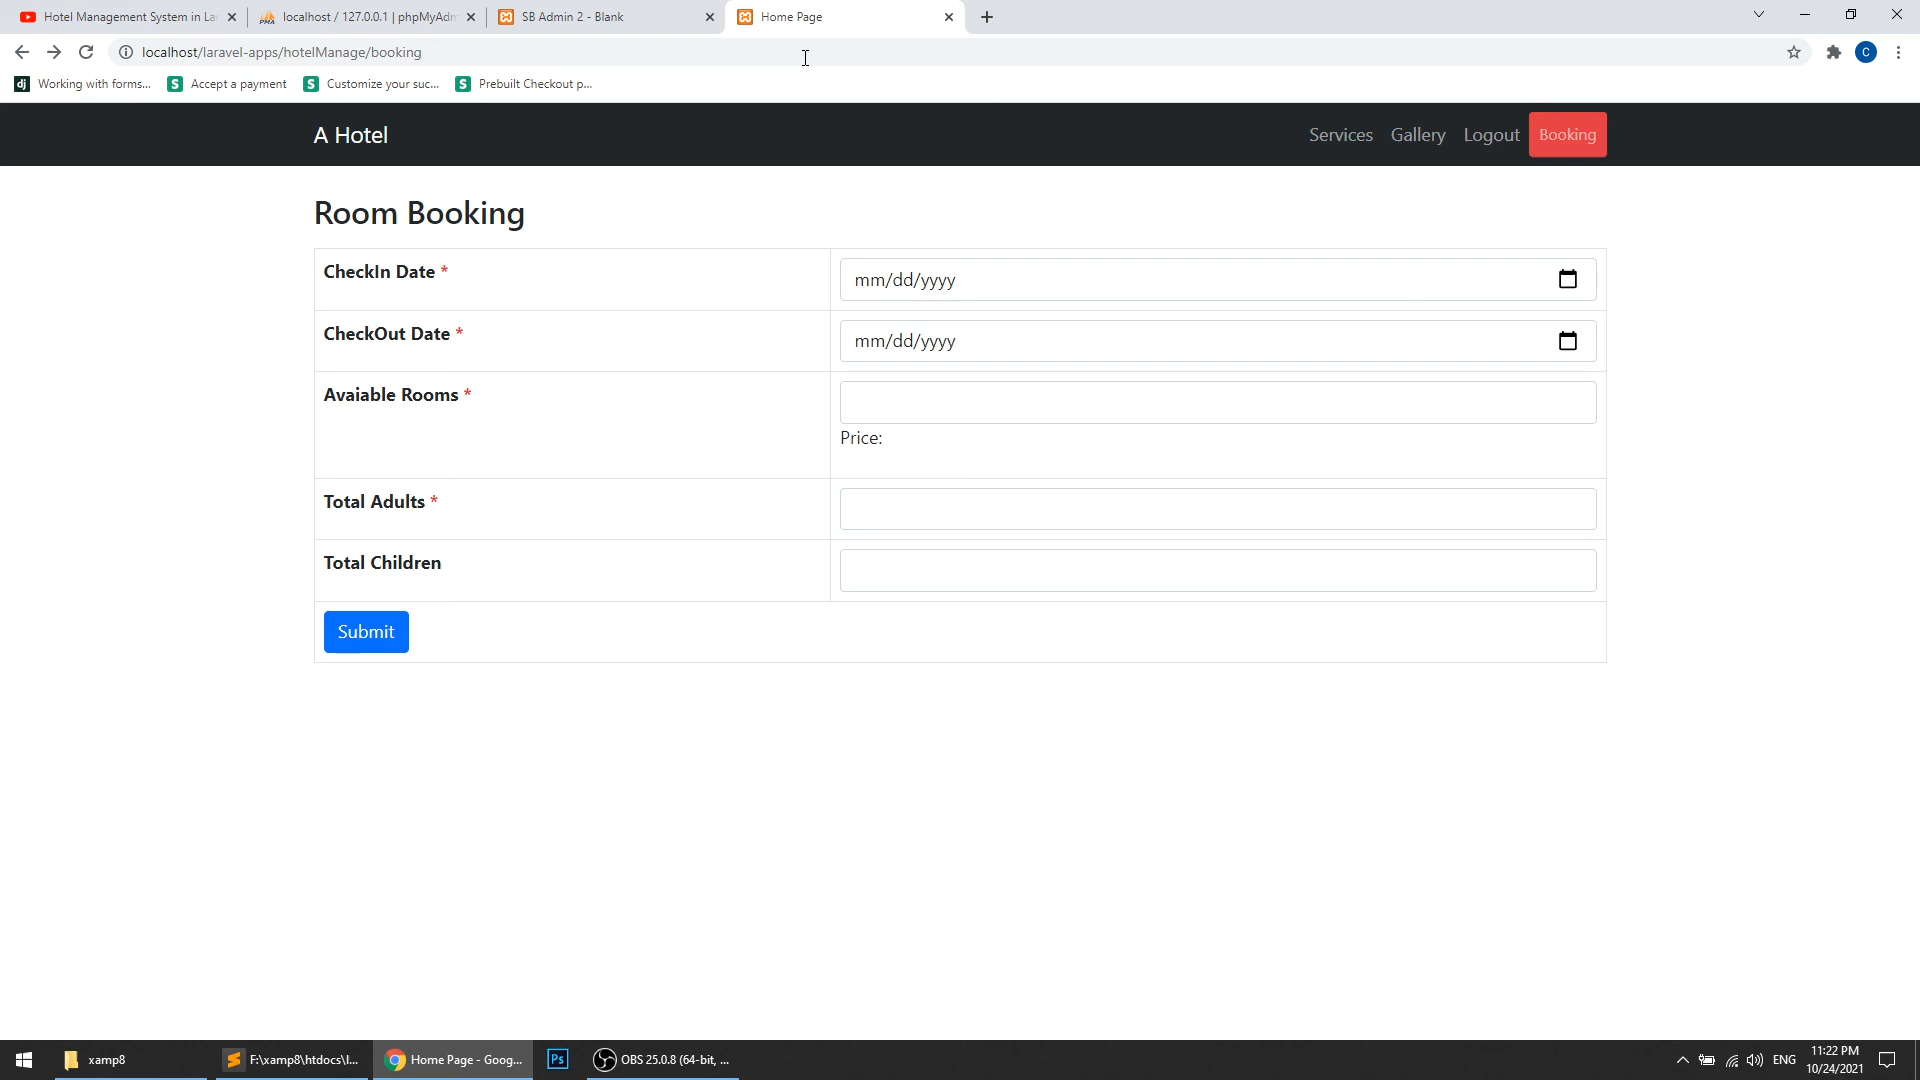 Hotel Management System in La
localhost / 127.0.0.1 | phpMyAdm
SB Admin 2 - Blank
Home Page
localhost/laravel-apps/hotelManage/booking
C
dj Working with forms...
S Accept a payment
S Customize your suc...
S Prebuilt Checkout p...
A Hotel
Services Gallery Logout Booking
Room Booking
CheckIn Date *
mm/dd/yyyy
CheckOut Date *
mm/dd/yyyy
Avaiable Rooms *
Price:
Total Adults *
Total Children
Submit
xamp8
F:\xamp8\htdocs\l...
Home Page - Goog...
Ps
OBS 25.0.8 (64-bit, ...
ENG
11:22 PM
10/24/2021